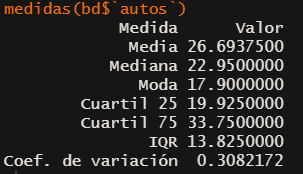 medidas(bd$`autos`)
Medida Valor
Media 26.6937500
Mediana 22.9500000
Moda 17.9000000
Cuartil 25 19.9250000
Cuartil 75 33.7500000
IQR 13.8250000
Coef. de variación 0.3082172